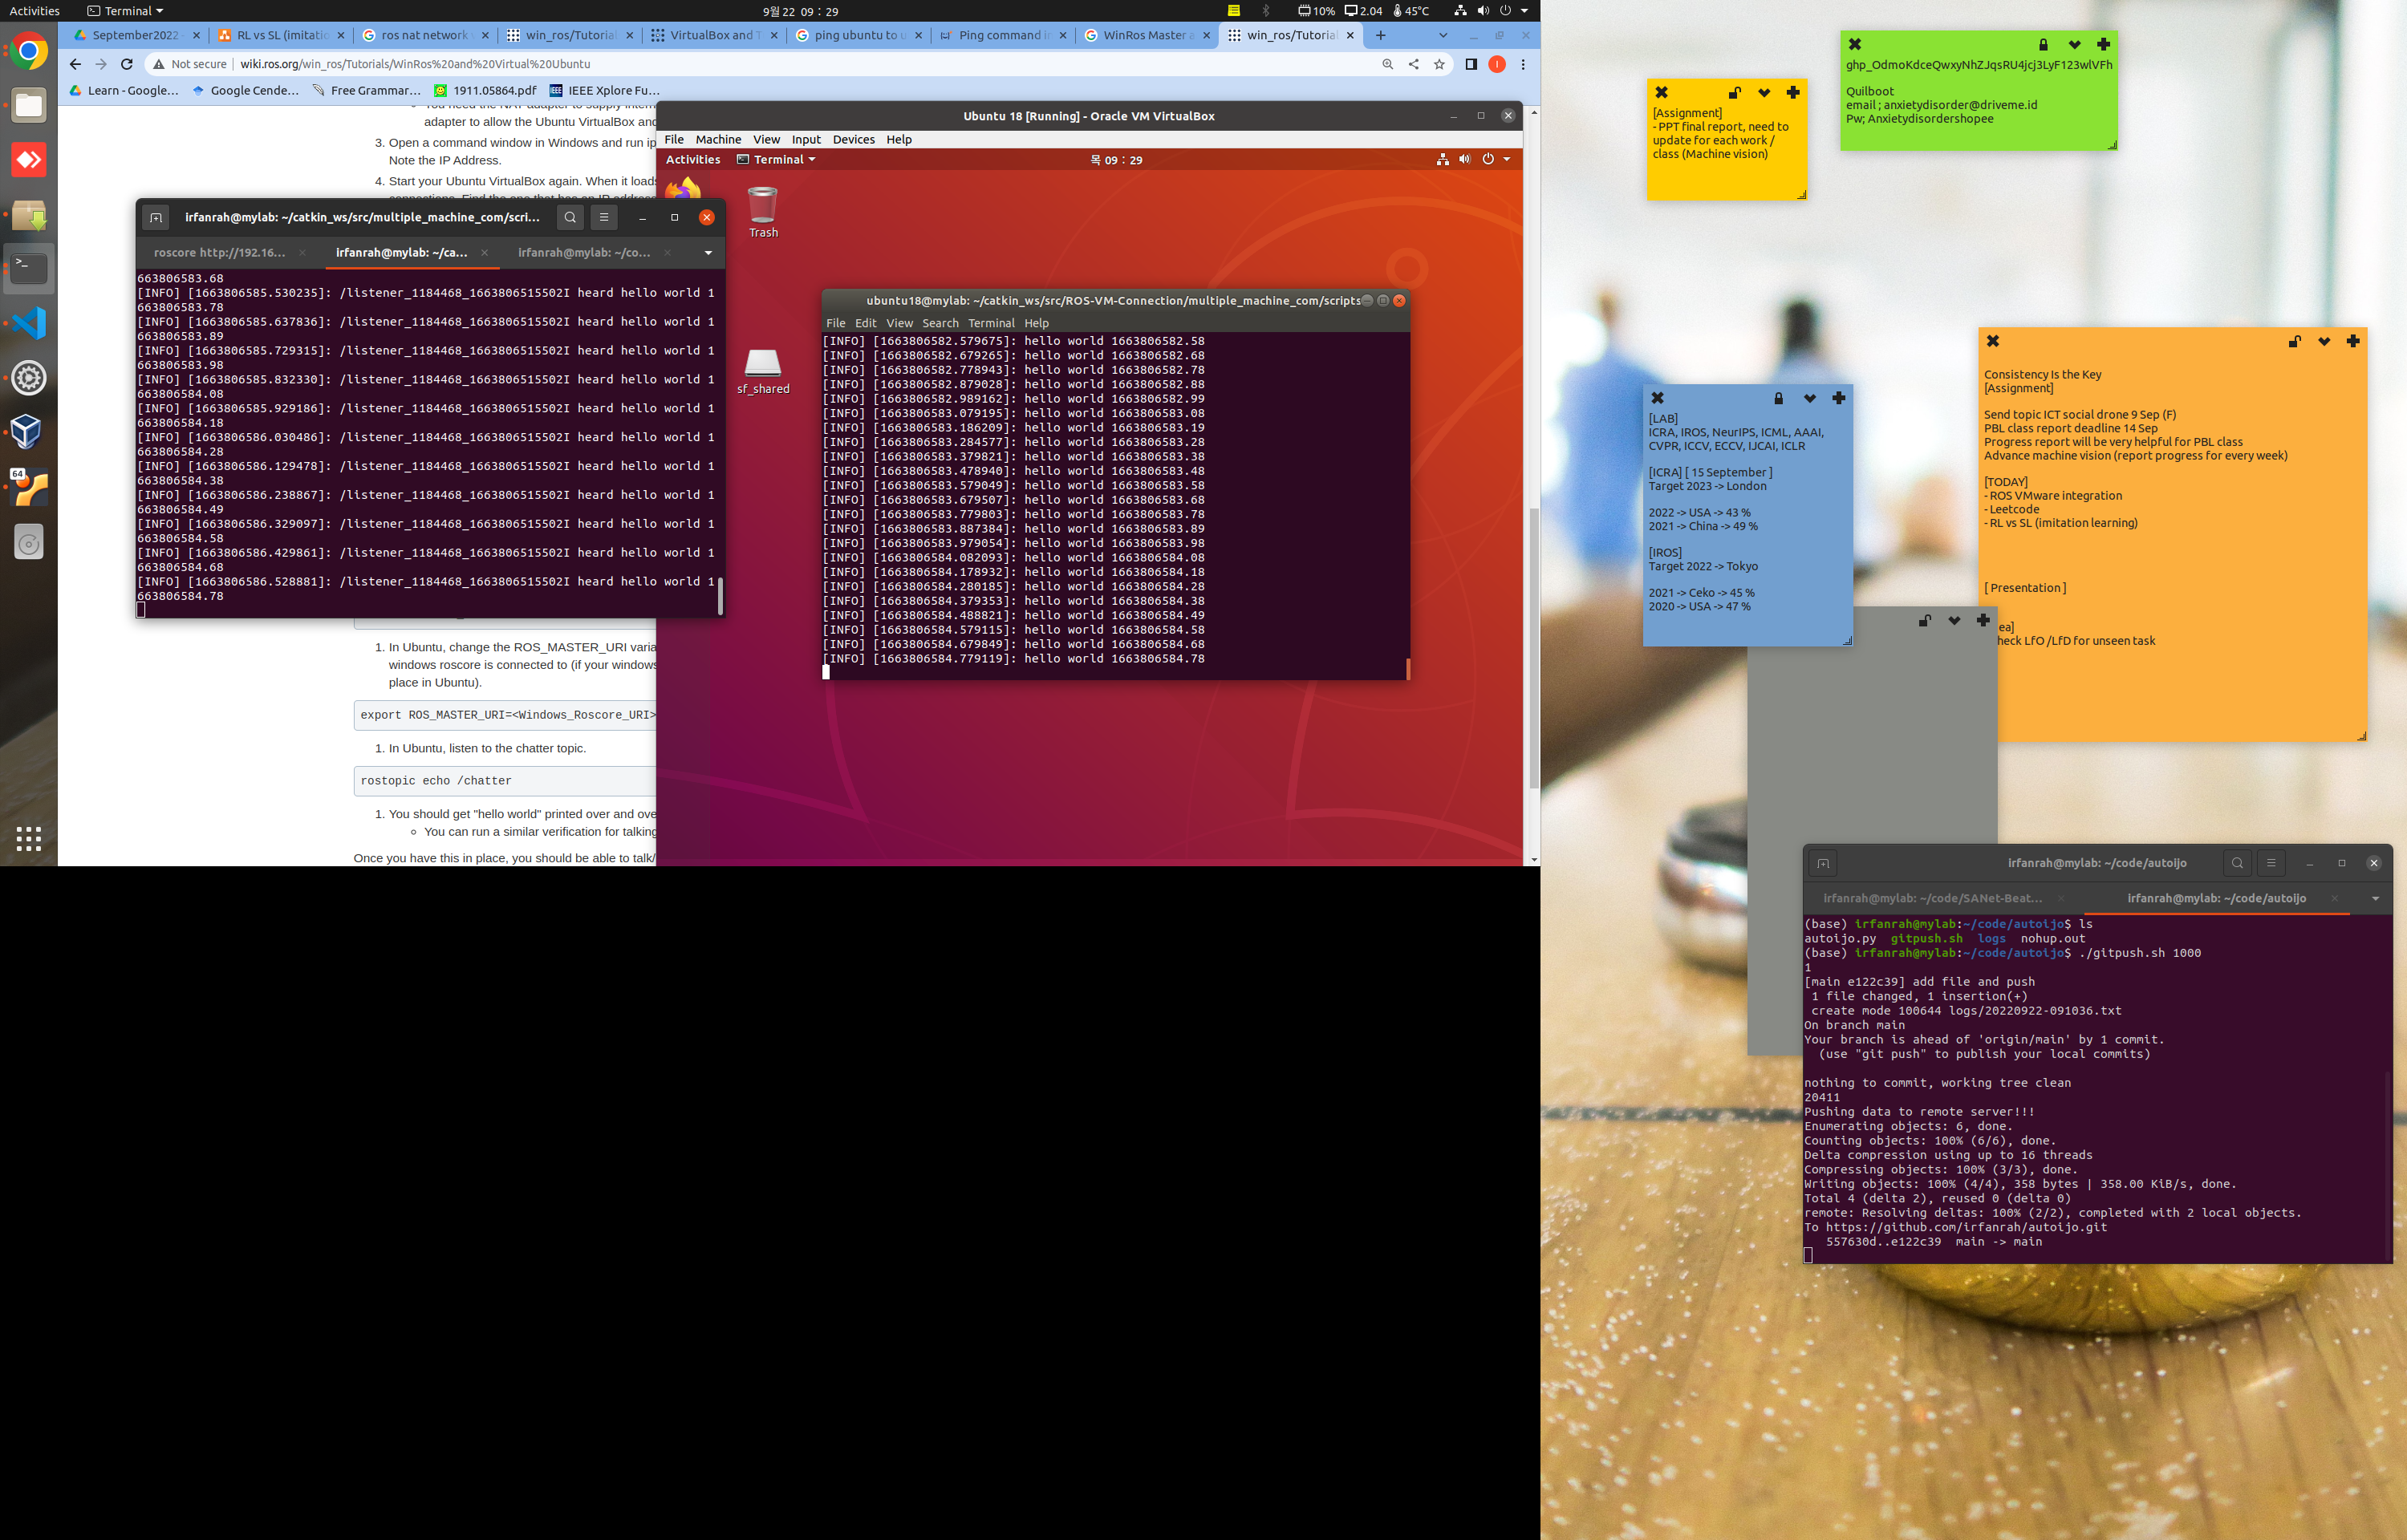 Activities
Terminal
9월 22 09 : 29
10%
2.04
45°C
September2022
RL vs SL (imitatio
ros nat network
win_ros/Tutorial
VirtualBox and T
ping ubuntu to u
Ping command in
WinRos Master a
win_ros/Tutorial
Not secure
wiki.ros.org/win_ros/Tutorials/WinRos%20and%20Virtual%20Ubuntu
Learn - Google…
Google Cende…
Free Grammar…
1911.05864.pdf
IEEE Xplore Fu…
adapter to allow the Ubuntu VirtualBox and
3. Open a command window in Windows and run ip
Note the IP Address.
4. Start your Ubuntu VirtualBox again. When it loads
irfanrah@mylab: ~/catkin_ws/src/multiple_machine_com/scri…
roscore http://192.16…
irfanrah@mylab: ~/ca…
irfanrah@mylab: ~/co…
663806583.68
[INFO] [1663806585.530235]: /listener_1184468_1663806515502I heard hello world 1
663806583.78
[INFO] [1663806585.637836]: /listener_1184468_1663806515502I heard hello world 1
663806583.89
[INFO] [1663806585.729315]: /listener_1184468_1663806515502I heard hello world 1
663806583.98
[INFO] [1663806585.832330]: /listener_1184468_1663806515502I heard hello world 1
663806584.08
[INFO] [1663806585.929186]: /listener_1184468_1663806515502I heard hello world 1
663806584.18
[INFO] [1663806586.030486]: /listener_1184468_1663806515502I heard hello world 1
663806584.28
[INFO] [1663806586.129478]: /listener_1184468_1663806515502I heard hello world 1
663806584.38
[INFO] [1663806586.238867]: /listener_1184468_1663806515502I heard hello world 1
663806584.49
[INFO] [1663806586.329097]: /listener_1184468_1663806515502I heard hello world 1
663806584.58
[INFO] [1663806586.429861]: /listener_1184468_1663806515502I heard hello world 1
663806584.68
[INFO] [1663806586.528881]: /listener_1184468_1663806515502I heard hello world 1
663806584.78
1. In Ubuntu, change the ROS_MASTER_URI varia
windows roscore is connected to (if your windows
place in Ubuntu).
export ROS_MASTER_URI=<Windows_Roscore_URI>
1. In Ubuntu, listen to the chatter topic.
rostopic echo /chatter
1. You should get "hello world" printed over and ove
You can run a similar verification for talking
Once you have this in place, you should be able to talk/
Ubuntu 18 [Running] - Oracle VM VirtualBox
File Machine View Input Devices Help
Activities
Terminal
목 09 : 29
Trash
sf_shared
ubuntu18@mylab: ~/catkin_ws/src/ROS-VM-Connection/multiple_machine_com/scripts
File Edit View Search Terminal Help
[INFO] [1663806582.579675]: hello world 1663806582.58
[INFO] [1663806582.679265]: hello world 1663806582.68
[INFO] [1663806582.778943]: hello world 1663806582.78
[INFO] [1663806582.879028]: hello world 1663806582.88
[INFO] [1663806582.989162]: hello world 1663806582.99
[INFO] [1663806583.079195]: hello world 1663806583.08
[INFO] [1663806583.186209]: hello world 1663806583.19
[INFO] [1663806583.284577]: hello world 1663806583.28
[INFO] [1663806583.379821]: hello world 1663806583.38
[INFO] [1663806583.478940]: hello world 1663806583.48
[INFO] [1663806583.579049]: hello world 1663806583.58
[INFO] [1663806583.679507]: hello world 1663806583.68
[INFO] [1663806583.779803]: hello world 1663806583.78
[INFO] [1663806583.887384]: hello world 1663806583.89
[INFO] [1663806583.979054]: hello world 1663806583.98
[INFO] [1663806584.082093]: hello world 1663806584.08
[INFO] [1663806584.178932]: hello world 1663806584.18
[INFO] [1663806584.280185]: hello world 1663806584.28
[INFO] [1663806584.379353]: hello world 1663806584.38
[INFO] [1663806584.488821]: hello world 1663806584.49
[INFO] [1663806584.579115]: hello world 1663806584.58
[INFO] [1663806584.679849]: hello world 1663806584.68
[INFO] [1663806584.779119]: hello world 1663806584.78
[Assignment]
- PPT final report, need to
update for each work /
class (Machine vision)
[access token redacted]
Quilboot
email ; anxietydisorder@driveme.id
Pw; [redacted]
[LAB]
ICRA, IROS, NeurIPS, ICML, AAAI,
CVPR, ICCV, ECCV, IJCAI, ICLR
[ICRA] [ 15 September ]
Target 2023 -> London
2022 -> USA -> 43 %
2021 -> China -> 49 %
[IROS]
Target 2022 -> Tokyo
2021 -> Ceko -> 45 %
2020 -> USA -> 47 %
Consistency Is the Key
[Assignment]
Send topic ICT social drone 9 Sep (F)
PBL class report deadline 14 Sep
Progress report will be very helpful for PBL class
Advance machine vision (report progress for every week)
[TODAY]
- ROS VMware integration
- Leetcode
- RL vs SL (imitation learning)
[ Presentation ]
ea]
heck LfO /LfD for unseen task
irfanrah@mylab: ~/code/autoijo
irfanrah@mylab: ~/code/SANet-Beat…
irfanrah@mylab: ~/code/autoijo
(base) irfanrah@mylab:~/code/autoijo$ ls
autoijo.py gitpush.sh logs nohup.out
(base) irfanrah@mylab:~/code/autoijo$ ./gitpush.sh 1000
1
[main e122c39] add file and push
1 file changed, 1 insertion(+)
create mode 100644 logs/20220922-091036.txt
On branch main
Your branch is ahead of 'origin/main' by 1 commit.
(use "git push" to publish your local commits)
nothing to commit, working tree clean
20411
Pushing data to remote server!!!
Enumerating objects: 6, done.
Counting objects: 100% (6/6), done.
Delta compression using up to 16 threads
Compressing objects: 100% (3/3), done.
Writing objects: 100% (4/4), 358 bytes | 358.00 KiB/s, done.
Total 4 (delta 2), reused 0 (delta 0)
remote: Resolving deltas: 100% (2/2), completed with 2 local objects.
To https://github.com/irfanrah/autoijo.git
557630d..e122c39 main -> main